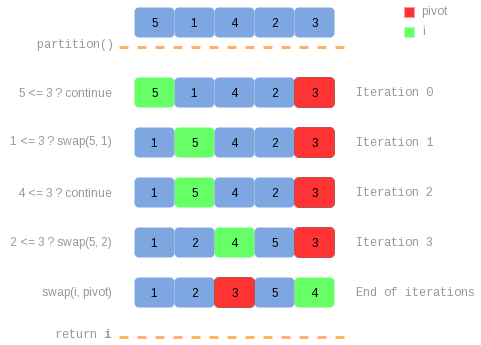 5 1 4 2 3
pivot
i
partition()
5 <= 3 ? continue 5 1 4 2 3 Iteration 0
1 <= 3 ? swap(5, 1) 1 5 4 2 3 Iteration 1
4 <= 3 ? continue 1 5 4 2 3 Iteration 2
2 <= 3 ? swap(5, 2) 1 2 4 5 3 Iteration 3
swap(i, pivot) 1 2 3 5 4 End of iterations
return i